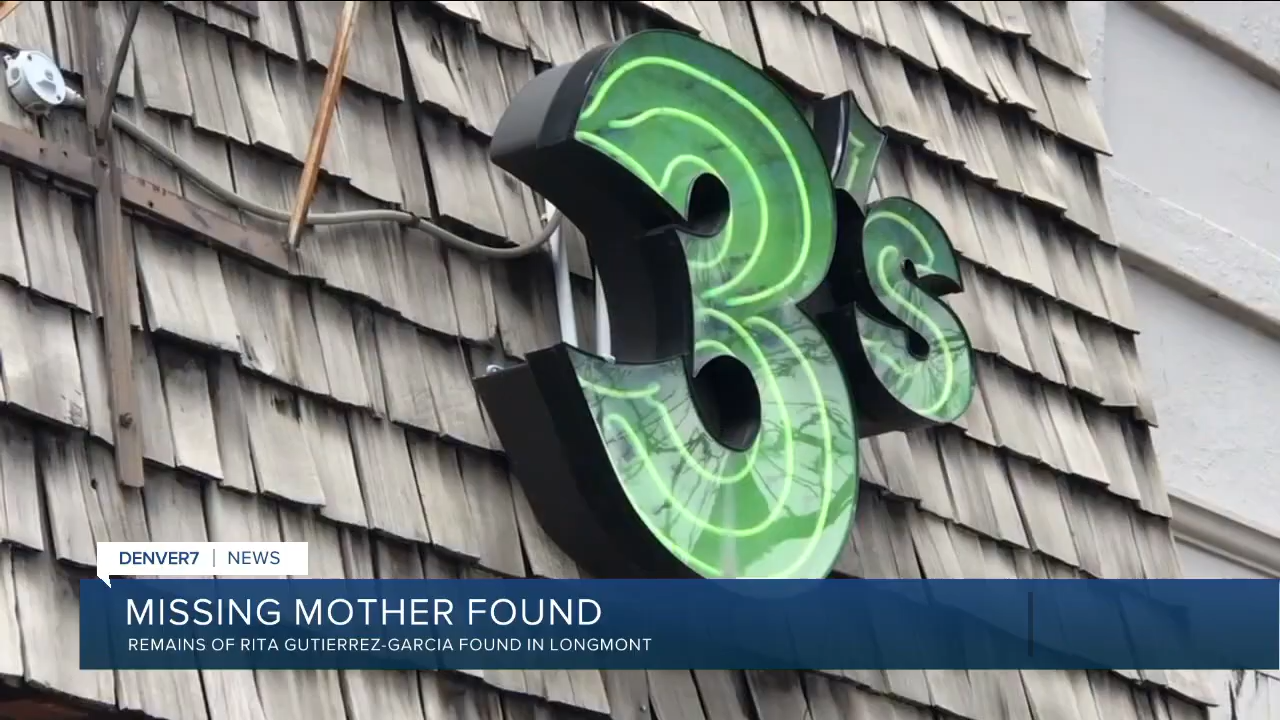 3's
DENVER7 | NEWS
MISSING MOTHER FOUND
REMAINS OF RITA GUTIERREZ-GARCIA FOUND IN LONGMONT